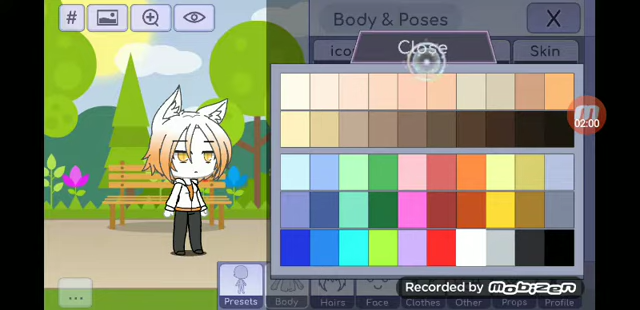 #
Body & Poses
X
Close
Skin
02:00
Recorded by
MOBIZEN
...
Presets
Body
Hairs
Face
Clothes
Other
Props
Profile